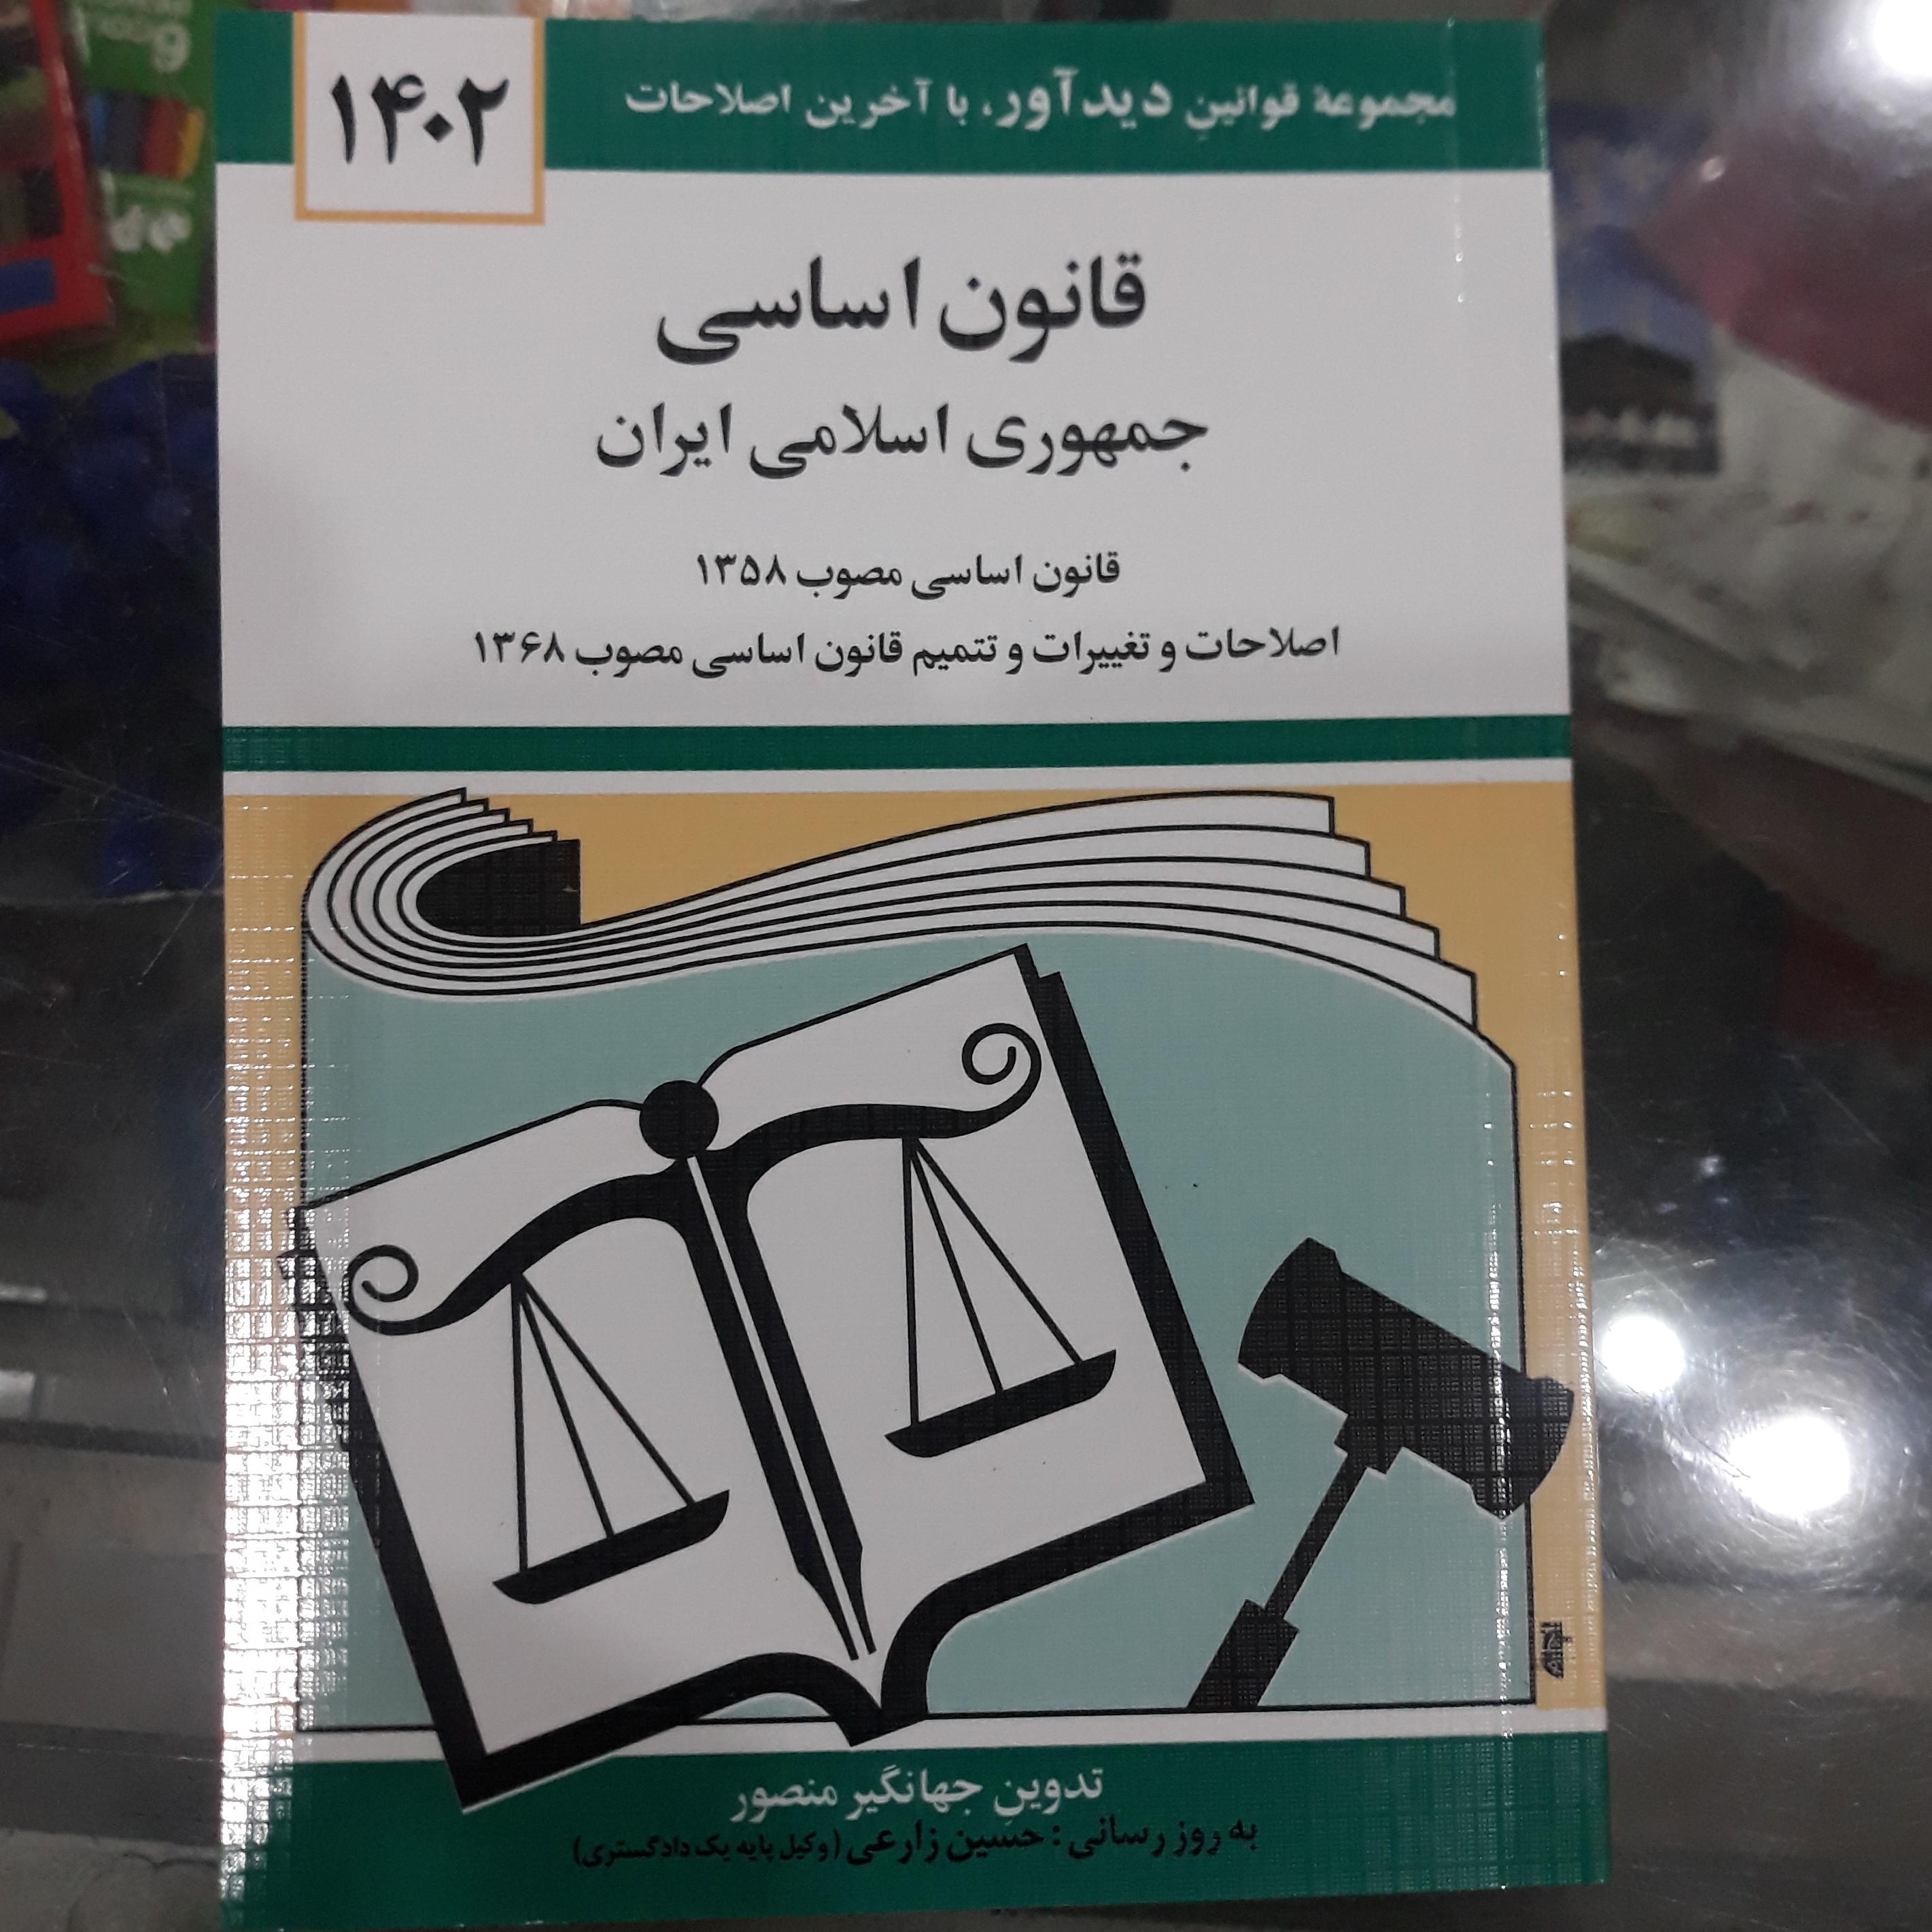 مجموعهٔ قوانینِ دیدآور، با آخرین اصلاحات
۱۴۰۲
قانون اساسی
جمهوری اسلامی ایران
قانون اساسی مصوب ۱۳۵۸
اصلاحات و تغییرات و تتمیم قانون اساسی مصوب ۱۳۶۸
تدوینِ جهانگیر منصور
به روز رسانی : حسین زارعی (وکیل پایه یک دادگستری)